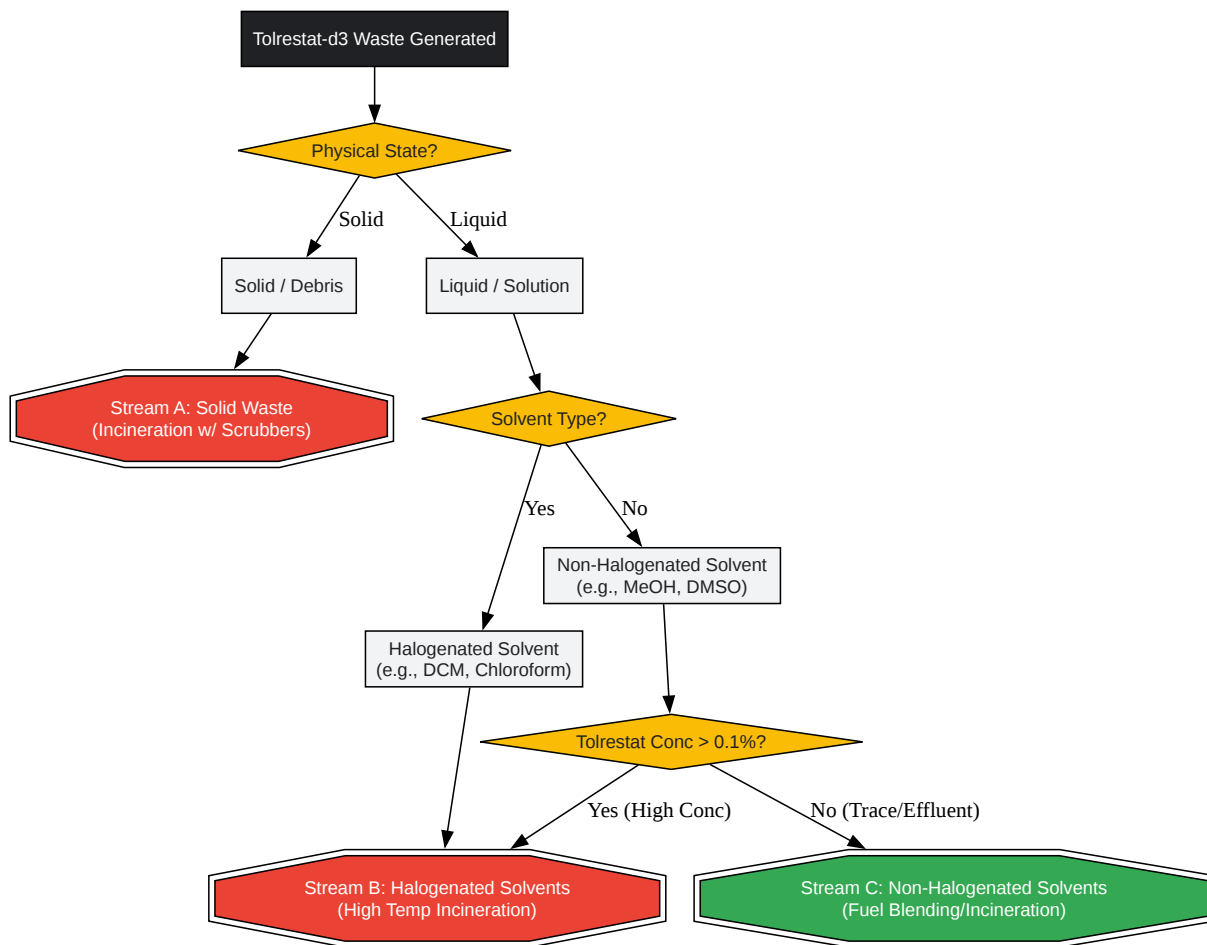 Tolrestat-d3 Waste Generated
Physical State?
Solid
Liquid
Solid / Debris
Liquid / Solution
Stream A: Solid Waste
(Incineration w/ Scrubbers)
Solvent Type?
Yes
No
Non-Halogenated Solvent
(e.g., MeOH, DMSO)
Halogenated Solvent
(e.g., DCM, Chloroform)
Tolrestat Conc > 0.1%?
Yes (High Conc)
No (Trace/Effluent)
Stream B: Halogenated Solvents
(High Temp Incineration)
Stream C: Non-Halogenated Solvents
(Fuel Blending/Incineration)